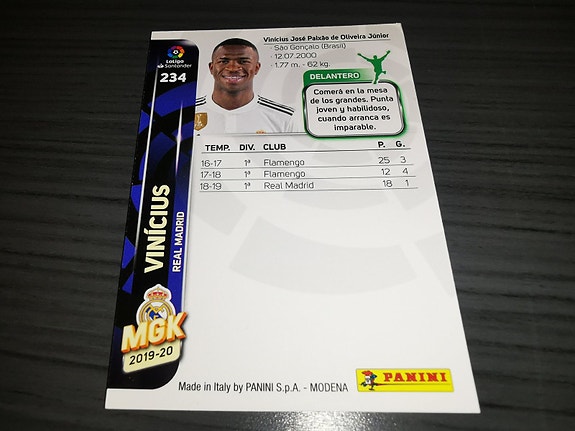 LaLiga
Santander
234
VINÍCIUS
REAL MADRID
MGK
2019-20
Vinícius José Paixão de Oliveira Júnior
- São Gonçalo (Brasil)
- 12.07.2000
- 1.77 m. - 62 kg.
DELANTERO
Comerá en la mesa
de los grandes. Punta
joven y habilidoso,
cuando arranca es
imparable.
TEMP. DIV. CLUB P. G.
16-17 1ª Flamengo 25 3
17-18 1ª Flamengo 12 4
18-19 1ª Real Madrid 18 1
Made in Italy by PANINI S.p.A. - MODENA
PANINI